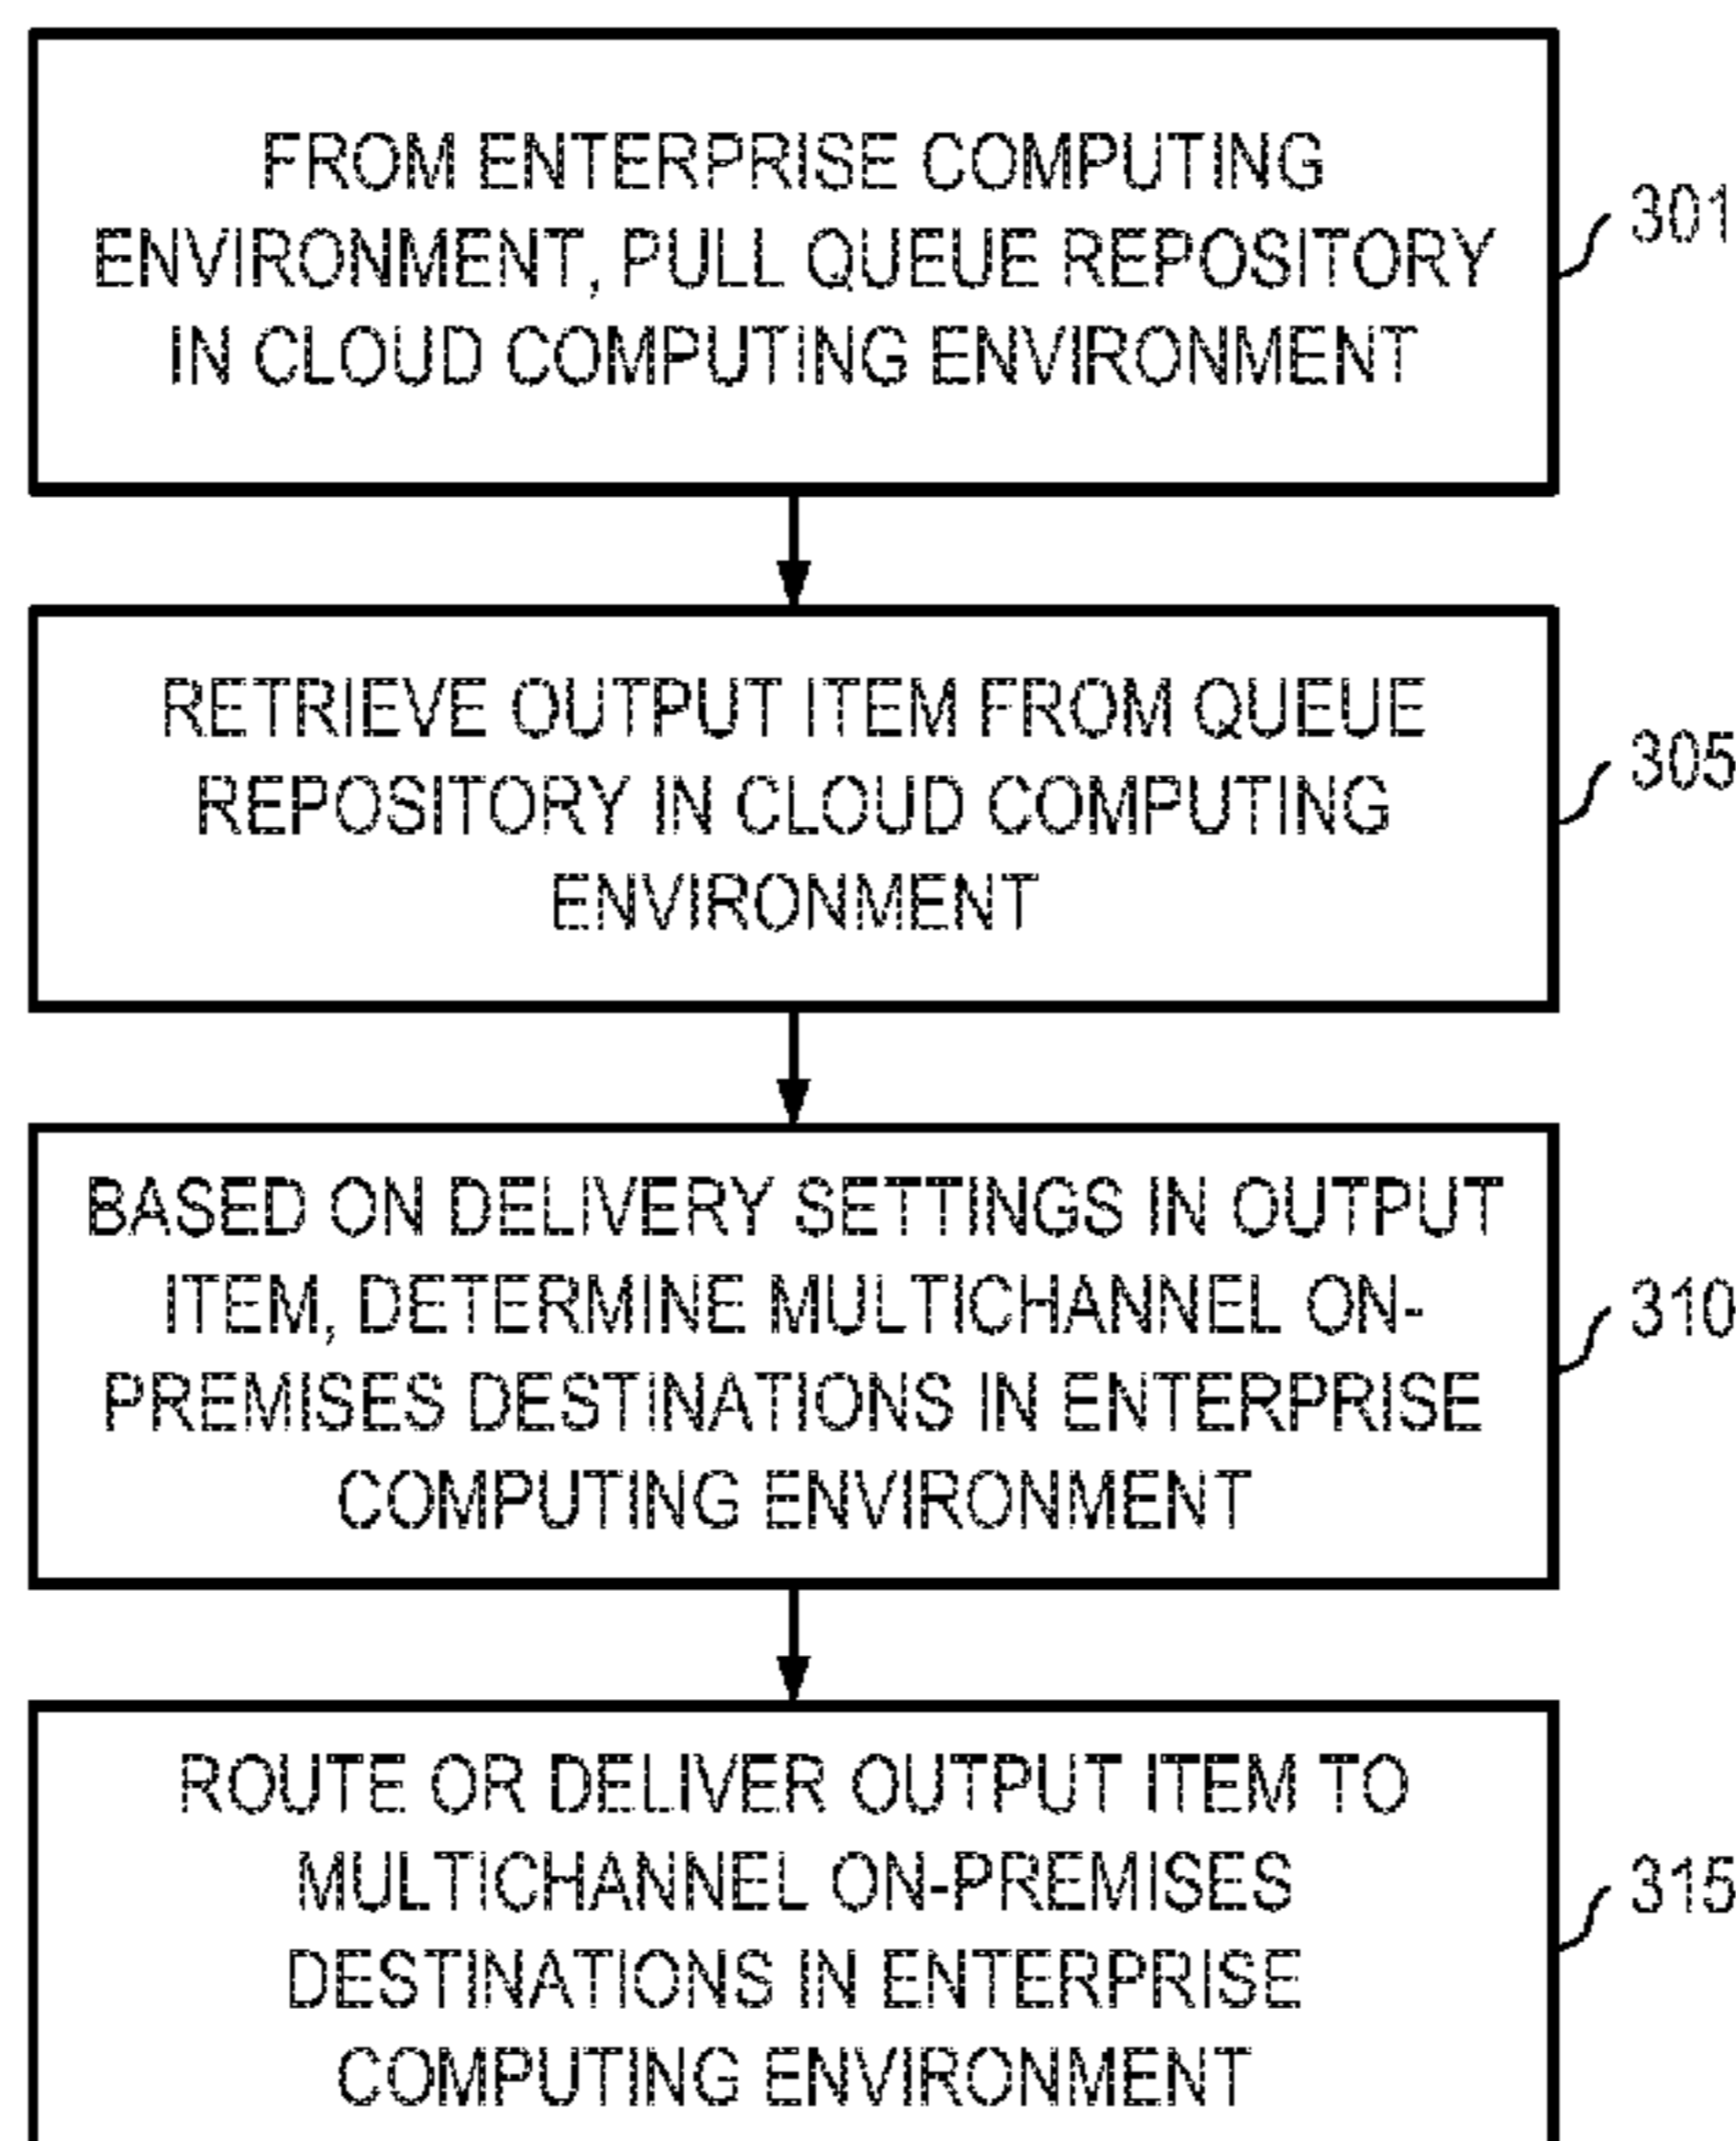 FROM ENTERPRISE COMPUTING
ENVIRONMENT, PULL QUEUE REPOSITORY
IN CLOUD COMPUTING ENVIRONMENT
301
RETRIEVE OUTPUT ITEM FROM QUEUE
REPOSITORY IN CLOUD COMPUTING
ENVIRONMENT
305
BASED ON DELIVERY SETTINGS IN OUTPUT
ITEM, DETERMINE MULTICHANNEL ON-
PREMISES DESTINATIONS IN ENTERPRISE
COMPUTING ENVIRONMENT
310
ROUTE OR DELIVER OUTPUT ITEM TO
MULTICHANNEL ON-PREMISES
DESTINATIONS IN ENTERPRISE
COMPUTING ENVIRONMENT
315